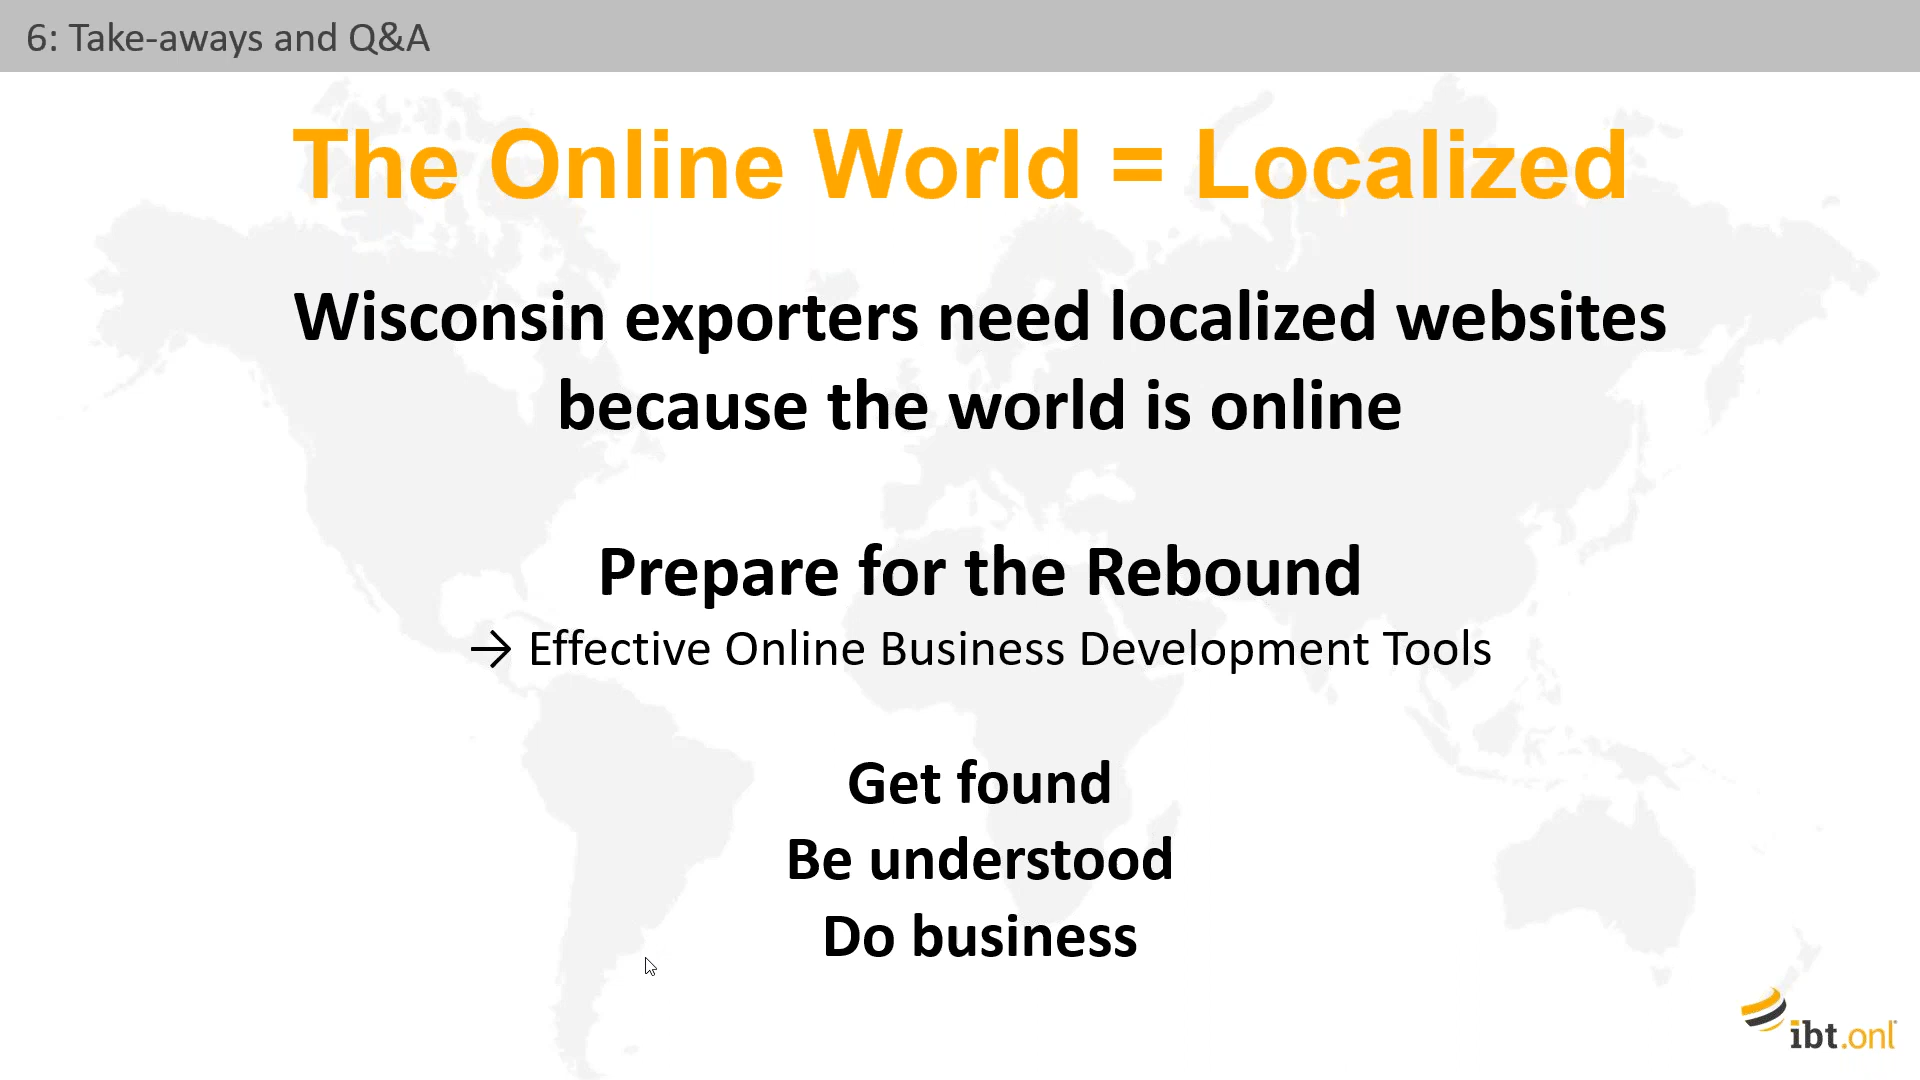 6: Take-aways and Q&A
The Online World = Localized
Wisconsin exporters need localized websites
because the world is online
Prepare for the Rebound
→ Effective Online Business Development Tools
Get found
Be understood
Do business
ibt.onl